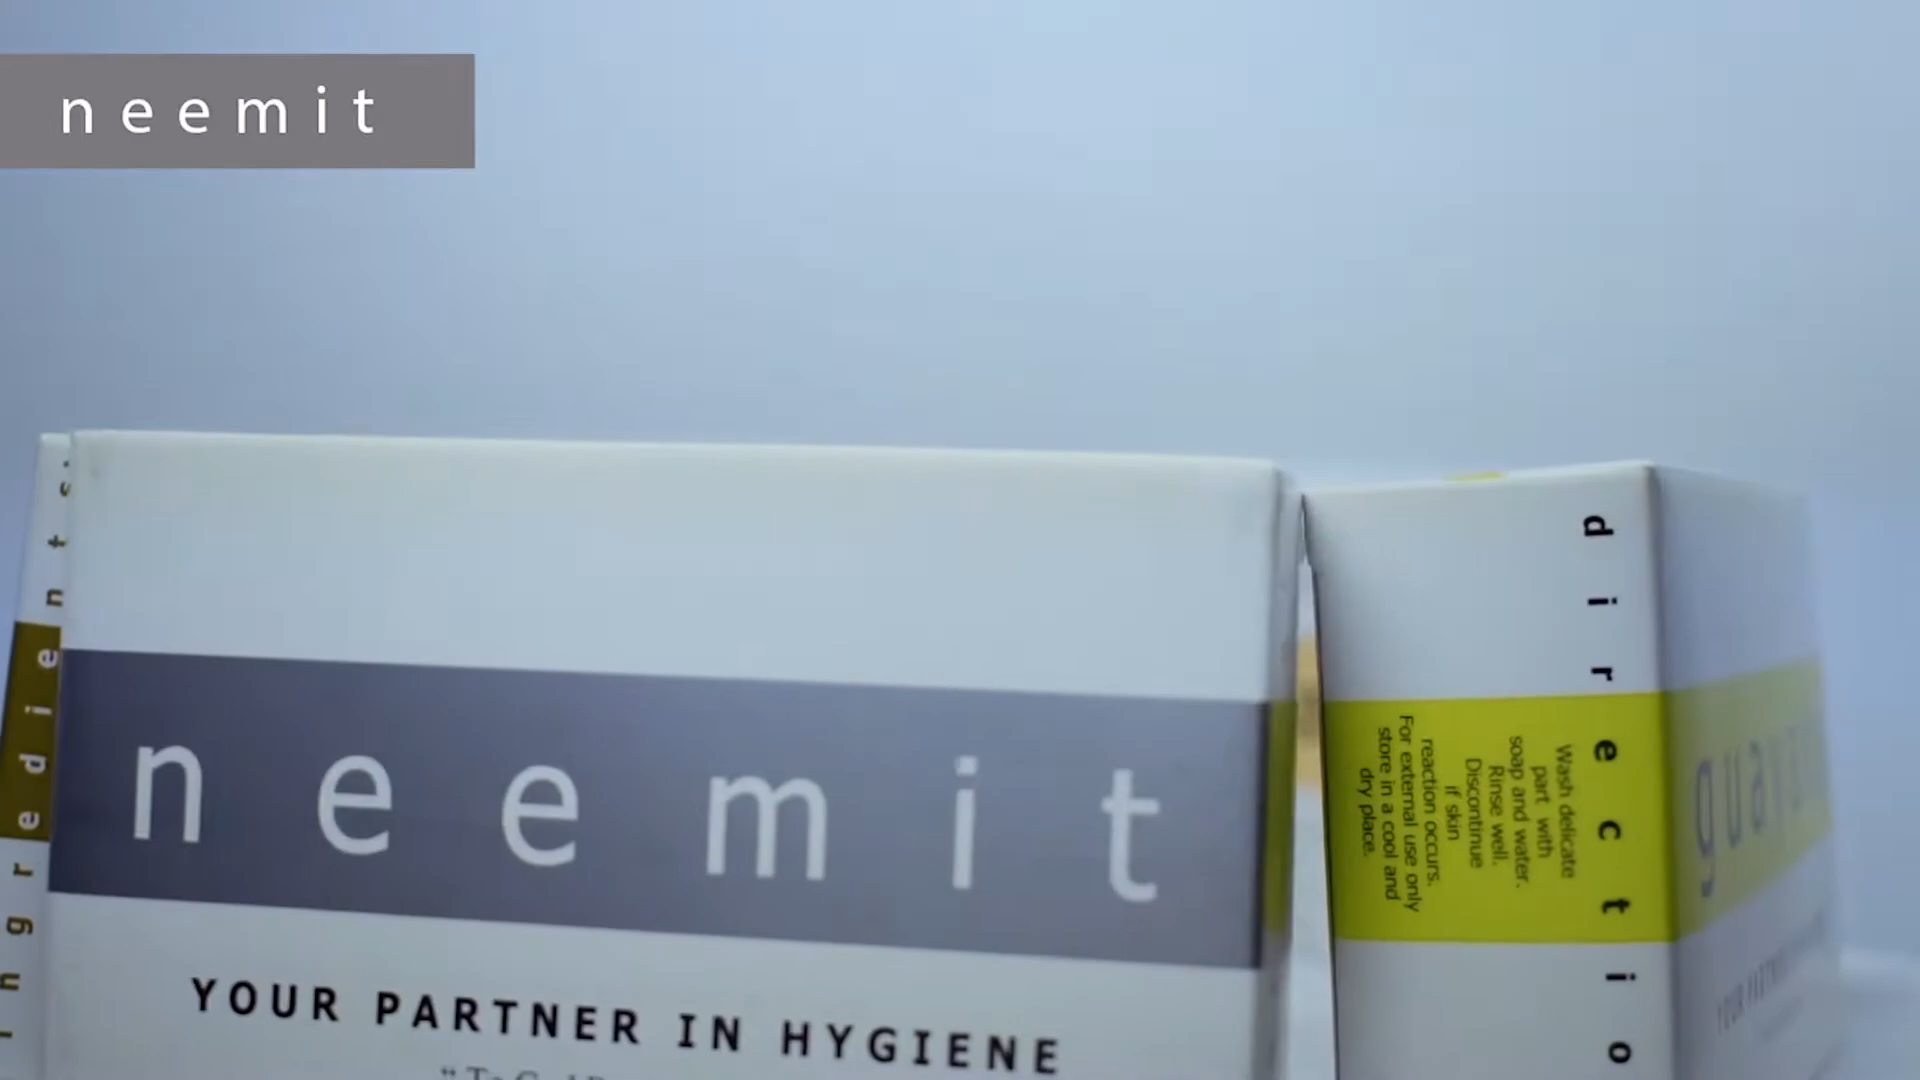 neemit
ingredients:
neemit
YOUR PARTNER IN HYGIENE
directio
Wash delicate
part with
soap and water.
Rinse well.
Discontinue
if skin
reaction occurs.
For external use only
store in a cool and
dry place.